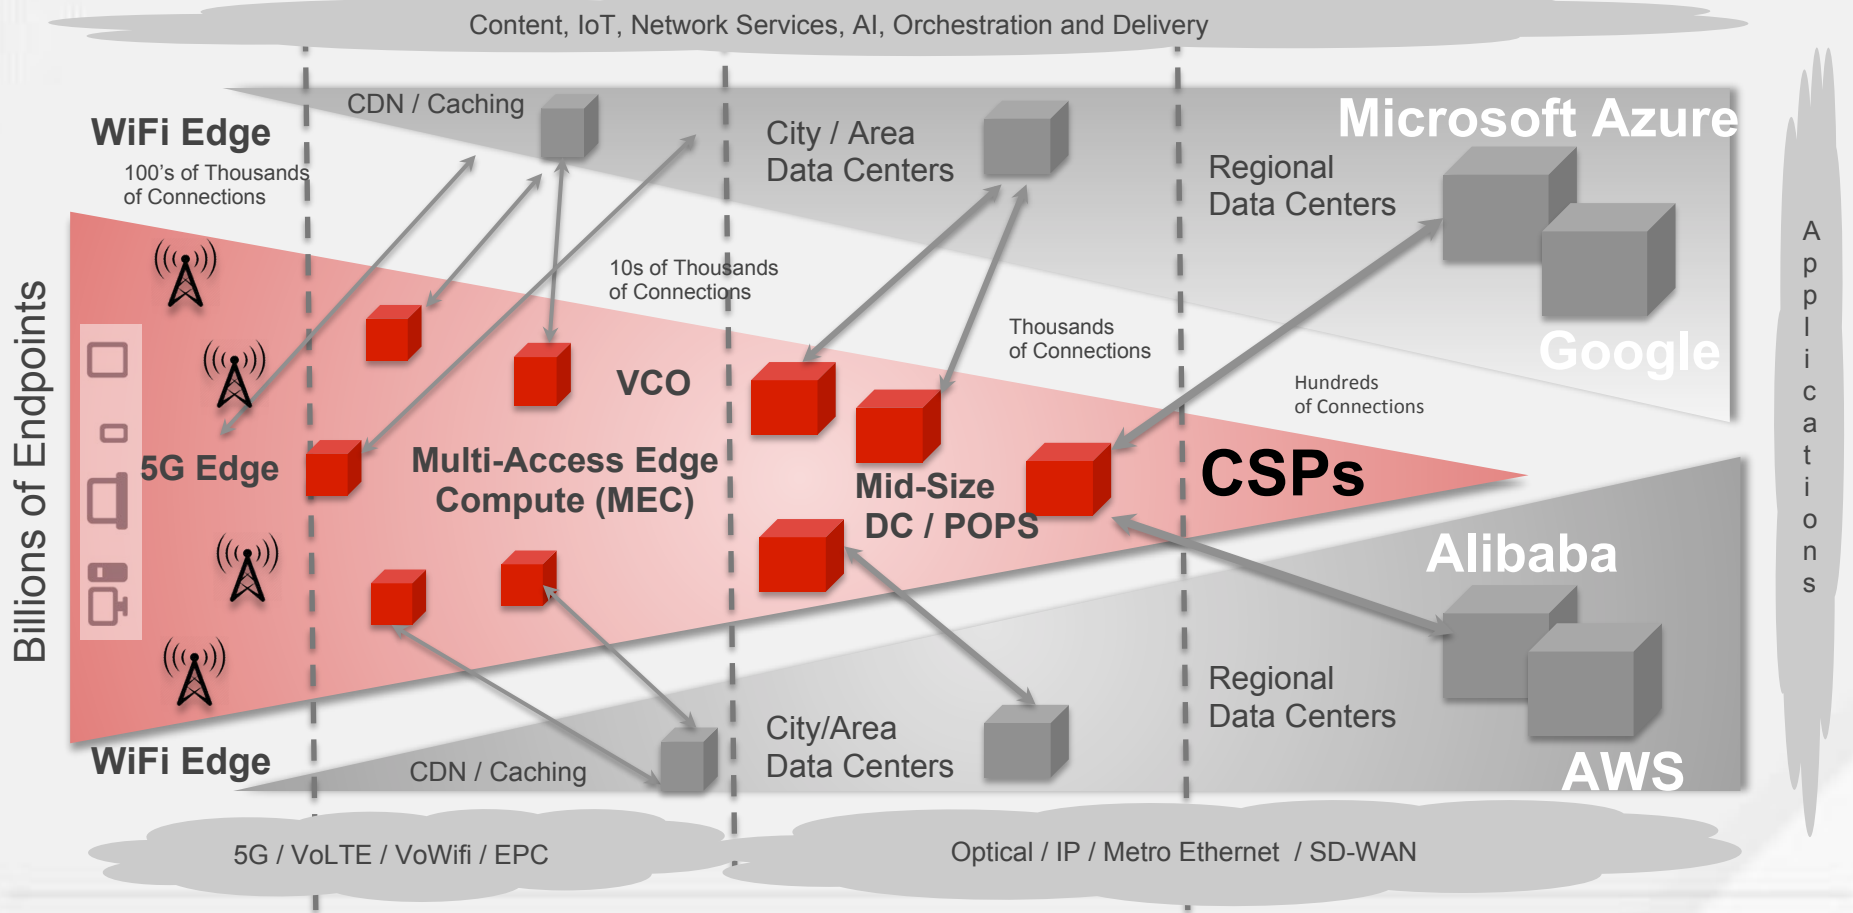 Content, IoT, Network Services, AI, Orchestration and Delivery
WiFi Edge
100's of Thousands
of Connections
CDN / Caching
City / Area
Data Centers
Microsoft Azure
Regional
Data Centers
Google
10s of Thousands
of Connections
Thousands
of Connections
Hundreds
of Connections
Billions of Endpoints
5G Edge
VCO
Multi-Access Edge
Compute (MEC)
Mid-Size
DC / POPS
CSPs
Applications
Alibaba
Regional
Data Centers
AWS
City/Area
Data Centers
WiFi Edge
CDN / Caching
5G / VoLTE / VoWifi / EPC
Optical / IP / Metro Ethernet / SD-WAN